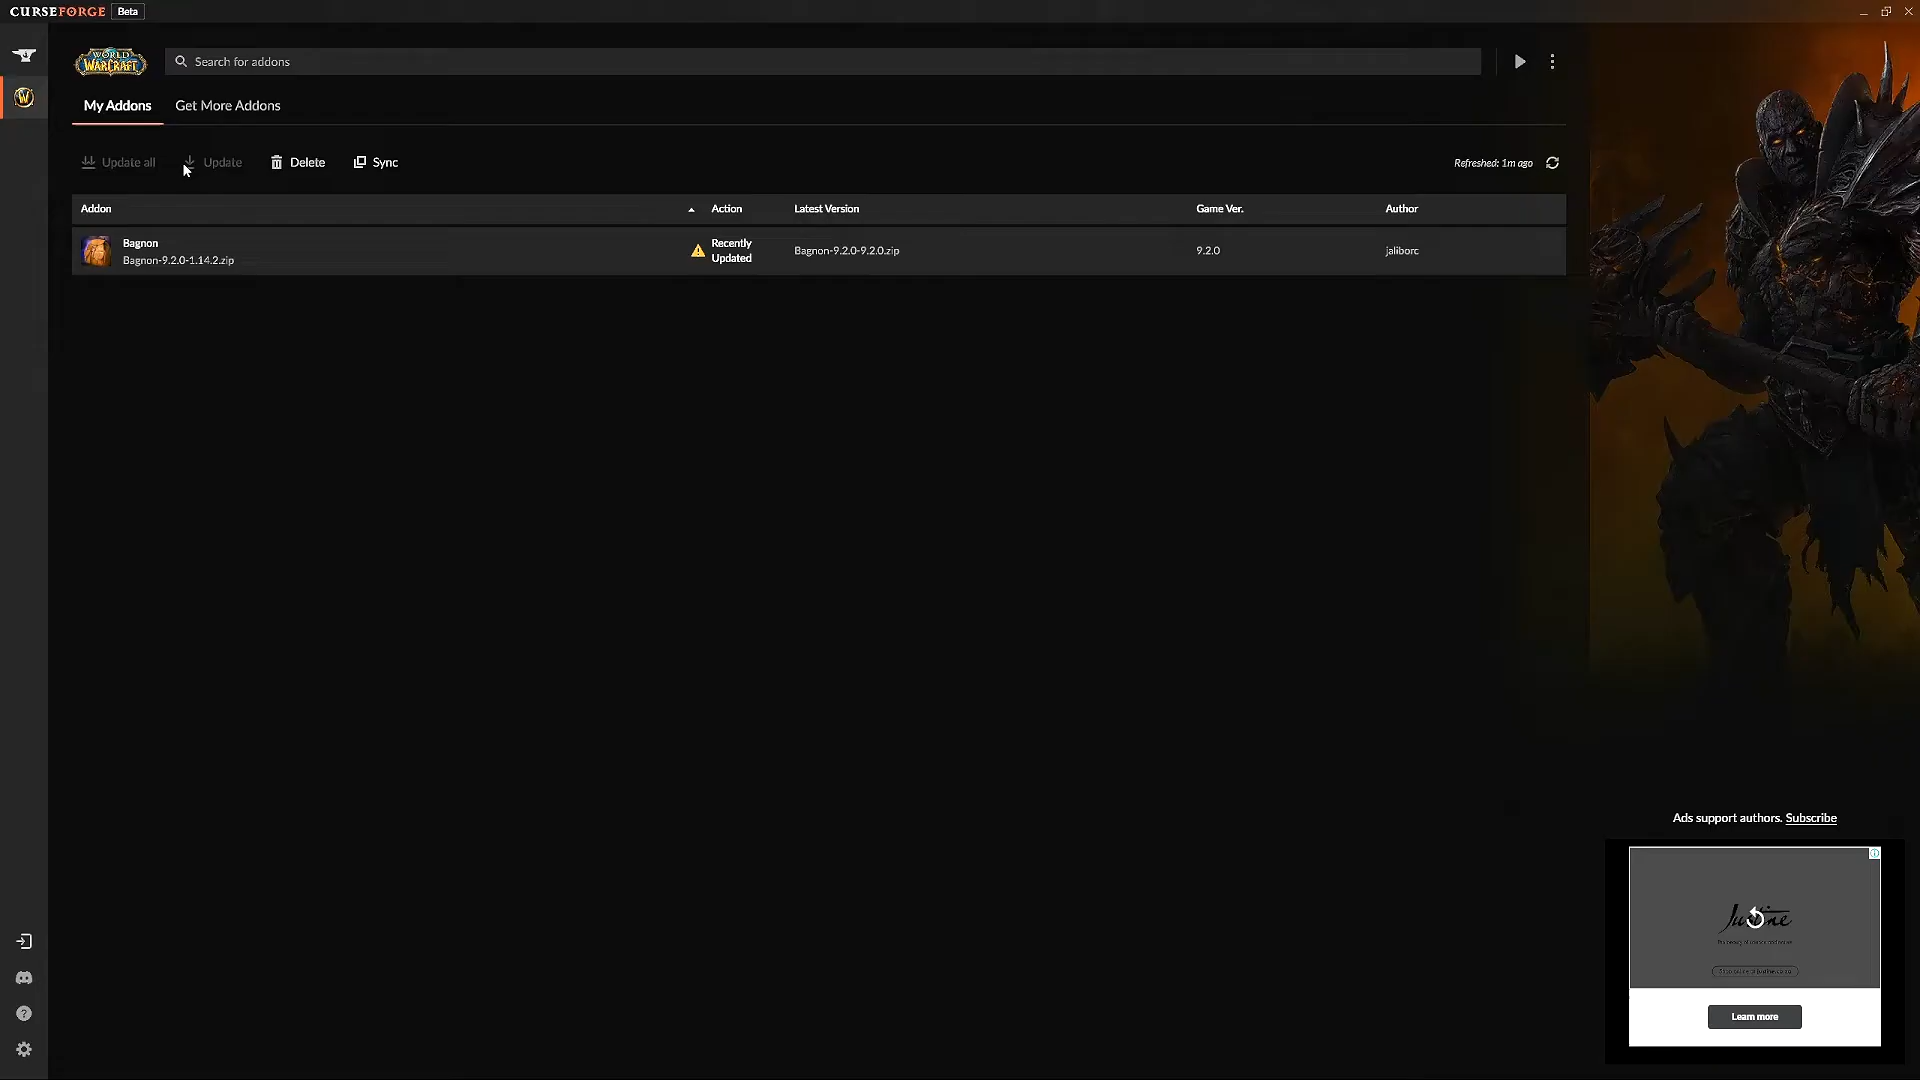 CURSEFORGE Beta
WORLD WARCRAFT
Search for addons
My Addons Get More Addons
Update all Update Delete Sync Refreshed: 1m ago
Addon Action Latest Version Game Ver. Author
Bagnon
Bagnon-9.2.0-1.14.2.zip
Recently
Updated
Bagnon-9.2.0-9.2.0.zip 9.2.0 jaliborc
Ads support authors. Subscribe
Learn more